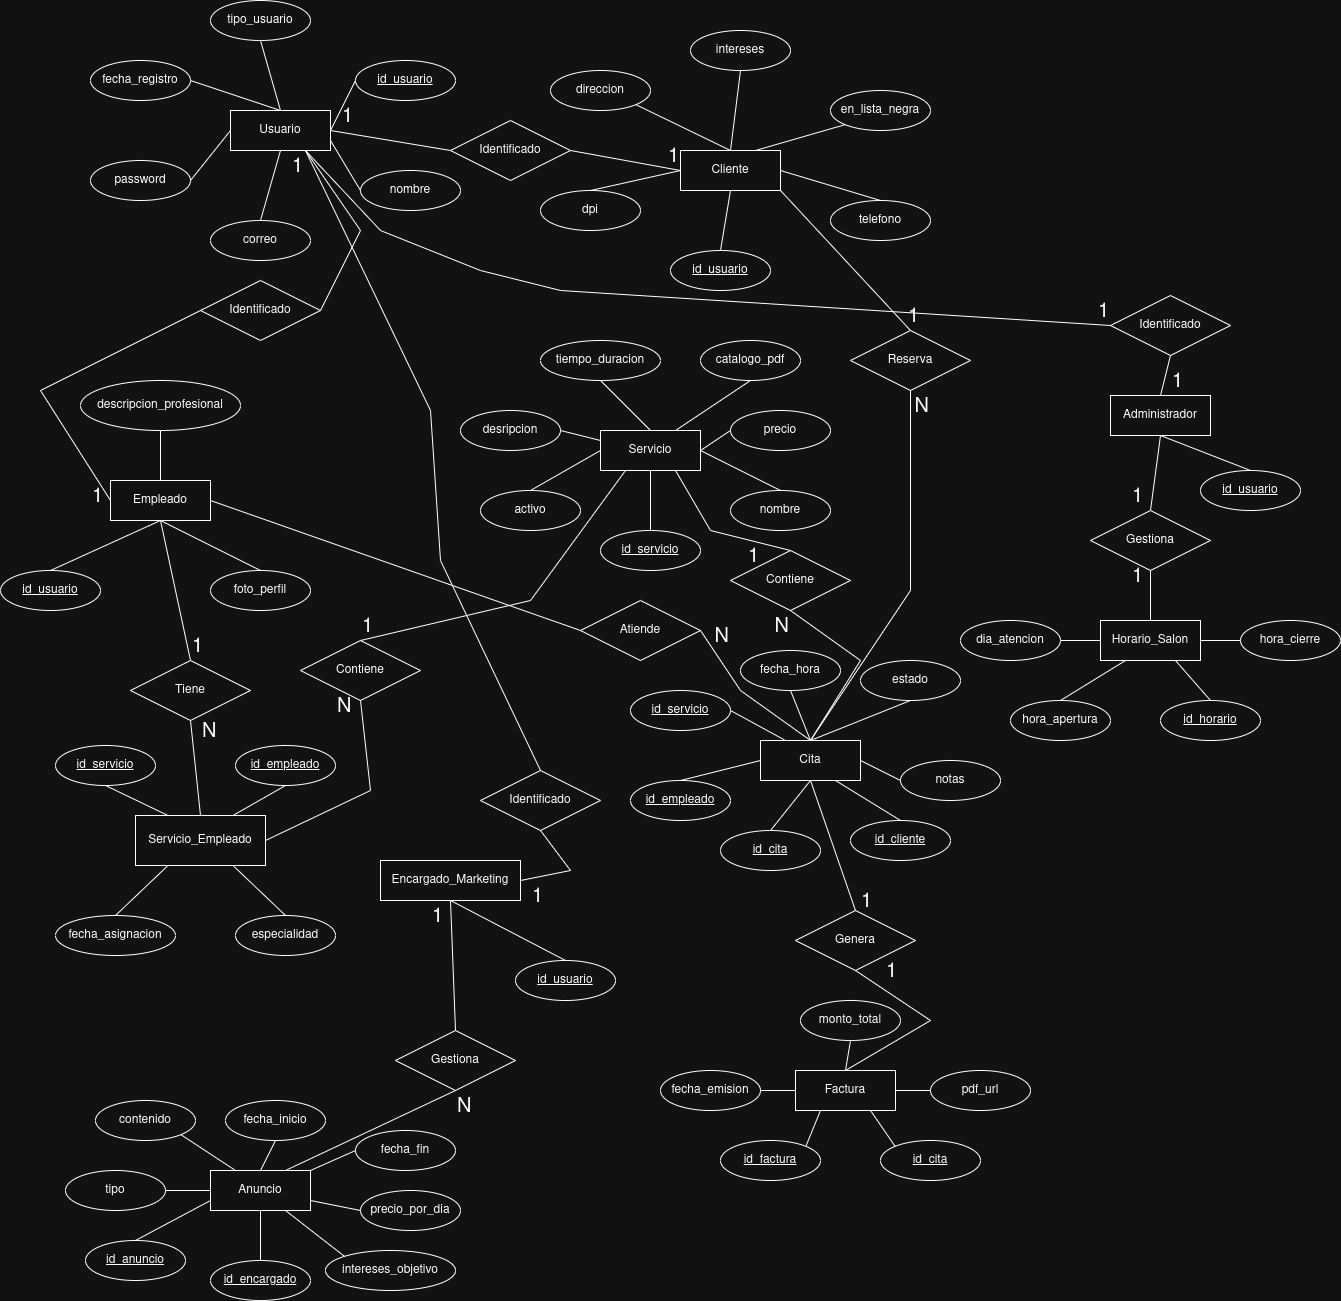 tipo_usuario
intereses
fecha_registro
id_usuario
direccion
en_lista_negra
1
Usuario
Identificado
1
Cliente
1
password
nombre
dpi
telefono
correo
id_usuario
Identificado
1
1
Identificado
tiempo_duracion
catalogo_pdf
Reserva
1
descripcion_profesional
N
Administrador
desripcion
precio
Servicio
id_usuario
1
Empleado
1
activo
nombre
Gestiona
id_servicio
1
1
Contiene
id_usuario
foto_perfil
1
N
Atiende
N
dia_atencion
Horario_Salon
hora_cierre
1
Contiene
fecha_hora
estado
Tiene
N
id_servicio
hora_apertura
id_horario
N
id_servicio
id_empleado
Cita
notas
Identificado
id_empleado
Servicio_Empleado
id_cita
id_cliente
Encargado_Marketing
1
1
1
fecha_asignacion
especialidad
Genera
id_usuario
1
monto_total
Gestiona
fecha_emision
Factura
pdf_url
N
contenido
fecha_inicio
fecha_fin
id_factura
id_cita
tipo
Anuncio
precio_por_dia
id_anuncio
id_encargado
intereses_objetivo